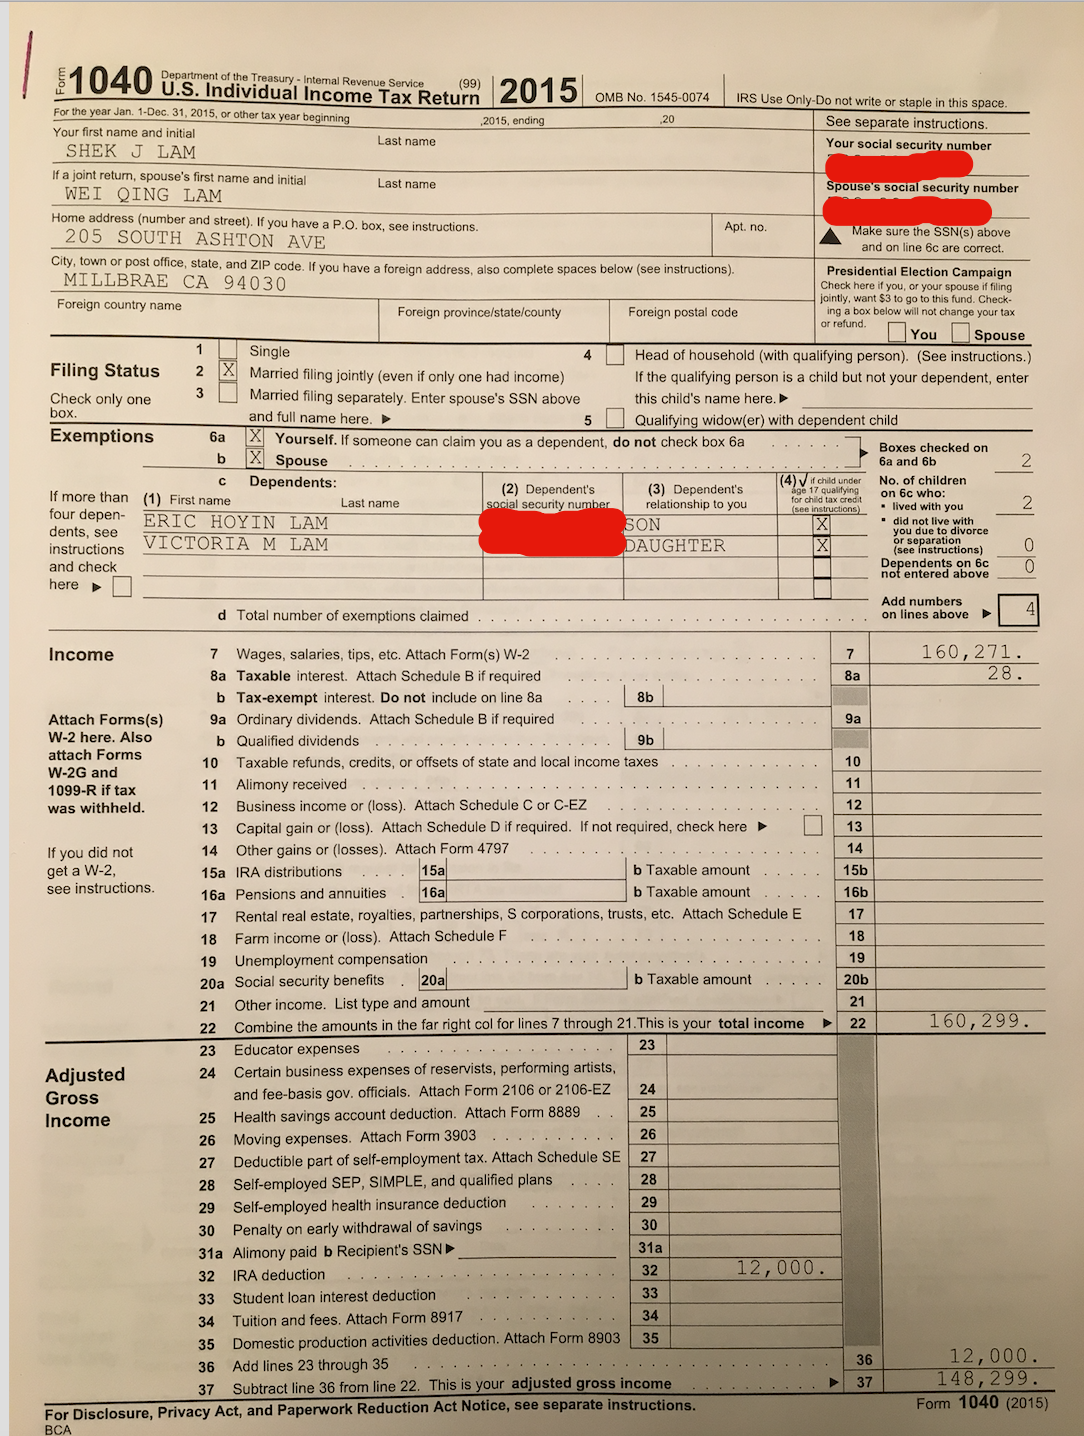 Form 1040 Department of the Treasury - Internal Revenue Service (99) 2015 OMB No. 1545-0074 IRS Use Only-Do not write or staple in this space.
U.S. Individual Income Tax Return
For the year Jan. 1-Dec. 31, 2015, or other tax year beginning ,2015, ending ,20 See separate instructions.
Your first name and initial Last name Your social security number
SHEK J LAM
If a joint return, spouse's first name and initial Last name Spouse's social security number
WEI QING LAM
Home address (number and street). If you have a P.O. box, see instructions. Apt. no. Make sure the SSN(s) above
205 SOUTH ASHTON AVE and on line 6c are correct.
City, town or post office, state, and ZIP code. If you have a foreign address, also complete spaces below (see instructions).
MILLBRAE CA 94030
Presidential Election Campaign
Check here if you, or your spouse if filing
jointly, want $3 to go to this fund. Check-
ing a box below will not change your tax
or refund. You Spouse
Foreign country name Foreign province/state/county Foreign postal code
Filing Status
Check only one
box.
1 Single
2 X Married filing jointly (even if only one had income)
3 Married filing separately. Enter spouse's SSN above
and full name here. ▶
4 Head of household (with qualifying person). (See instructions.)
If the qualifying person is a child but not your dependent, enter
this child's name here. ▶
5 Qualifying widow(er) with dependent child
Exemptions
6a X Yourself. If someone can claim you as a dependent, do not check box 6a
b X Spouse
Boxes checked on
6a and 6b 2
c Dependents:
(1) First name Last name
(2) Dependent's
social security number
(3) Dependent's
relationship to you
(4) √ if child under
age 17 qualifying
for child tax credit
(see instructions)
ERIC HOYIN LAM SON X
VICTORIA M LAM DAUGHTER X
If more than
four depen-
dents, see
instructions
and check
here ▶
No. of children
on 6c who:
• lived with you 2
• did not live with
you due to divorce
or separation
(see instructions) 0
Dependents on 6c
not entered above 0
Add numbers
on lines above ▶ 4
d Total number of exemptions claimed
Income
Attach Forms(s)
W-2 here. Also
attach Forms
W-2G and
1099-R if tax
was withheld.
If you did not
get a W-2,
see instructions.
7 Wages, salaries, tips, etc. Attach Form(s) W-2 7 160,271.
8a Taxable interest. Attach Schedule B if required 8a 28.
b Tax-exempt interest. Do not include on line 8a 8b
9a Ordinary dividends. Attach Schedule B if required 9a
b Qualified dividends 9b
10 Taxable refunds, credits, or offsets of state and local income taxes 10
11 Alimony received 11
12 Business income or (loss). Attach Schedule C or C-EZ 12
13 Capital gain or (loss). Attach Schedule D if required. If not required, check here ▶ 13
14 Other gains or (losses). Attach Form 4797 14
15a IRA distributions 15a b Taxable amount 15b
16a Pensions and annuities 16a b Taxable amount 16b
17 Rental real estate, royalties, partnerships, S corporations, trusts, etc. Attach Schedule E 17
18 Farm income or (loss). Attach Schedule F 18
19 Unemployment compensation 19
20a Social security benefits 20a b Taxable amount 20b
21 Other income. List type and amount 21
22 Combine the amounts in the far right col for lines 7 through 21.This is your total income ▶ 22 160,299.
Adjusted
Gross
Income
23 Educator expenses 23
24 Certain business expenses of reservists, performing artists,
and fee-basis gov. officials. Attach Form 2106 or 2106-EZ 24
25 Health savings account deduction. Attach Form 8889 25
26 Moving expenses. Attach Form 3903 26
27 Deductible part of self-employment tax. Attach Schedule SE 27
28 Self-employed SEP, SIMPLE, and qualified plans 28
29 Self-employed health insurance deduction 29
30 Penalty on early withdrawal of savings 30
31a Alimony paid b Recipient's SSN ▶ 31a
32 IRA deduction 32 12,000.
33 Student loan interest deduction 33
34 Tuition and fees. Attach Form 8917 34
35 Domestic production activities deduction. Attach Form 8903 35
36 Add lines 23 through 35 36 12,000.
37 Subtract line 36 from line 22. This is your adjusted gross income ▶ 37 148,299.
For Disclosure, Privacy Act, and Paperwork Reduction Act Notice, see separate instructions. Form 1040 (2015)
BCA